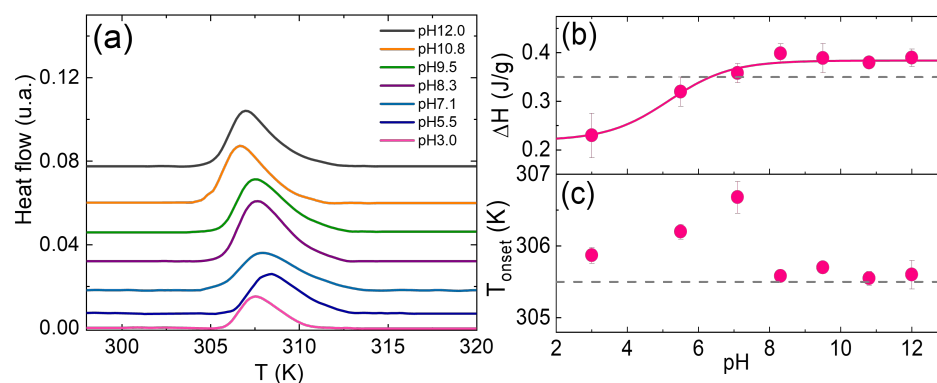 (a)
pH12.0
pH10.8
pH9.5
pH8.3
pH7.1
pH5.5
pH3.0
Heat flow (u.a.)
0.12
0.08
0.04
0.00
300 305 310 315 320
T (K)
(b)
ΔH (J/g)
0.4
0.3
0.2
(c)
T onset (K)
307
306
305
2 4 6 8 10 12
pH